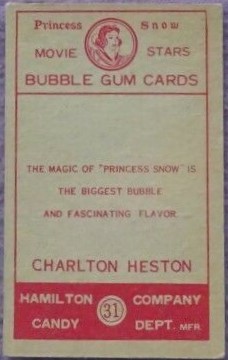 Princess Snow
MOVIE STARS
BUBBLE GUM CARDS
THE MAGIC OF "PRINCESS SNOW" IS
THE BIGGEST BUBBLE
AND FASCINATING FLAVOR.
CHARLTON HESTON
HAMILTON 31 COMPANY
CANDY DEPT. MFR.